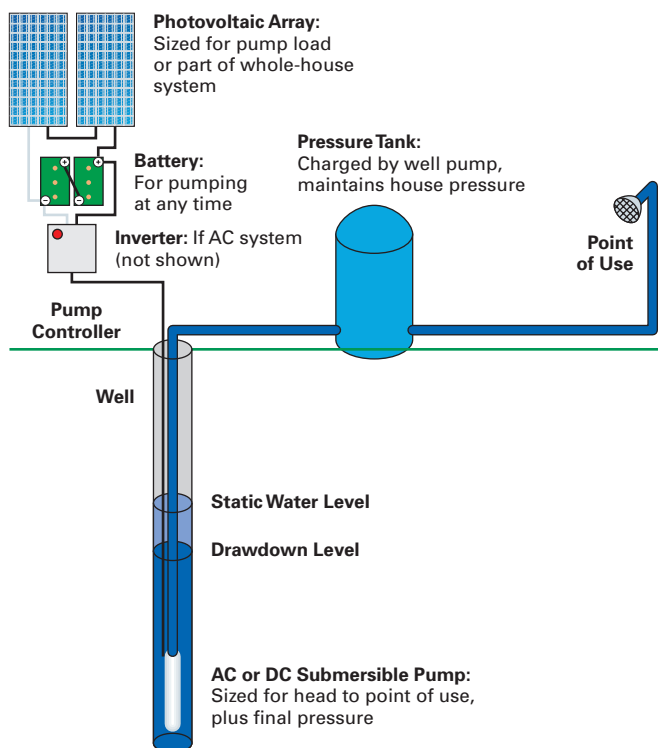 Photovoltaic Array:
Sized for pump load
or part of whole-house
system
Battery:
For pumping
at any time
Inverter: If AC system
(not shown)
Pump
Controller
Pressure Tank:
Charged by well pump,
maintains house pressure
Point
of Use
Well
Static Water Level
Drawdown Level
AC or DC Submersible Pump:
Sized for head to point of use,
plus final pressure